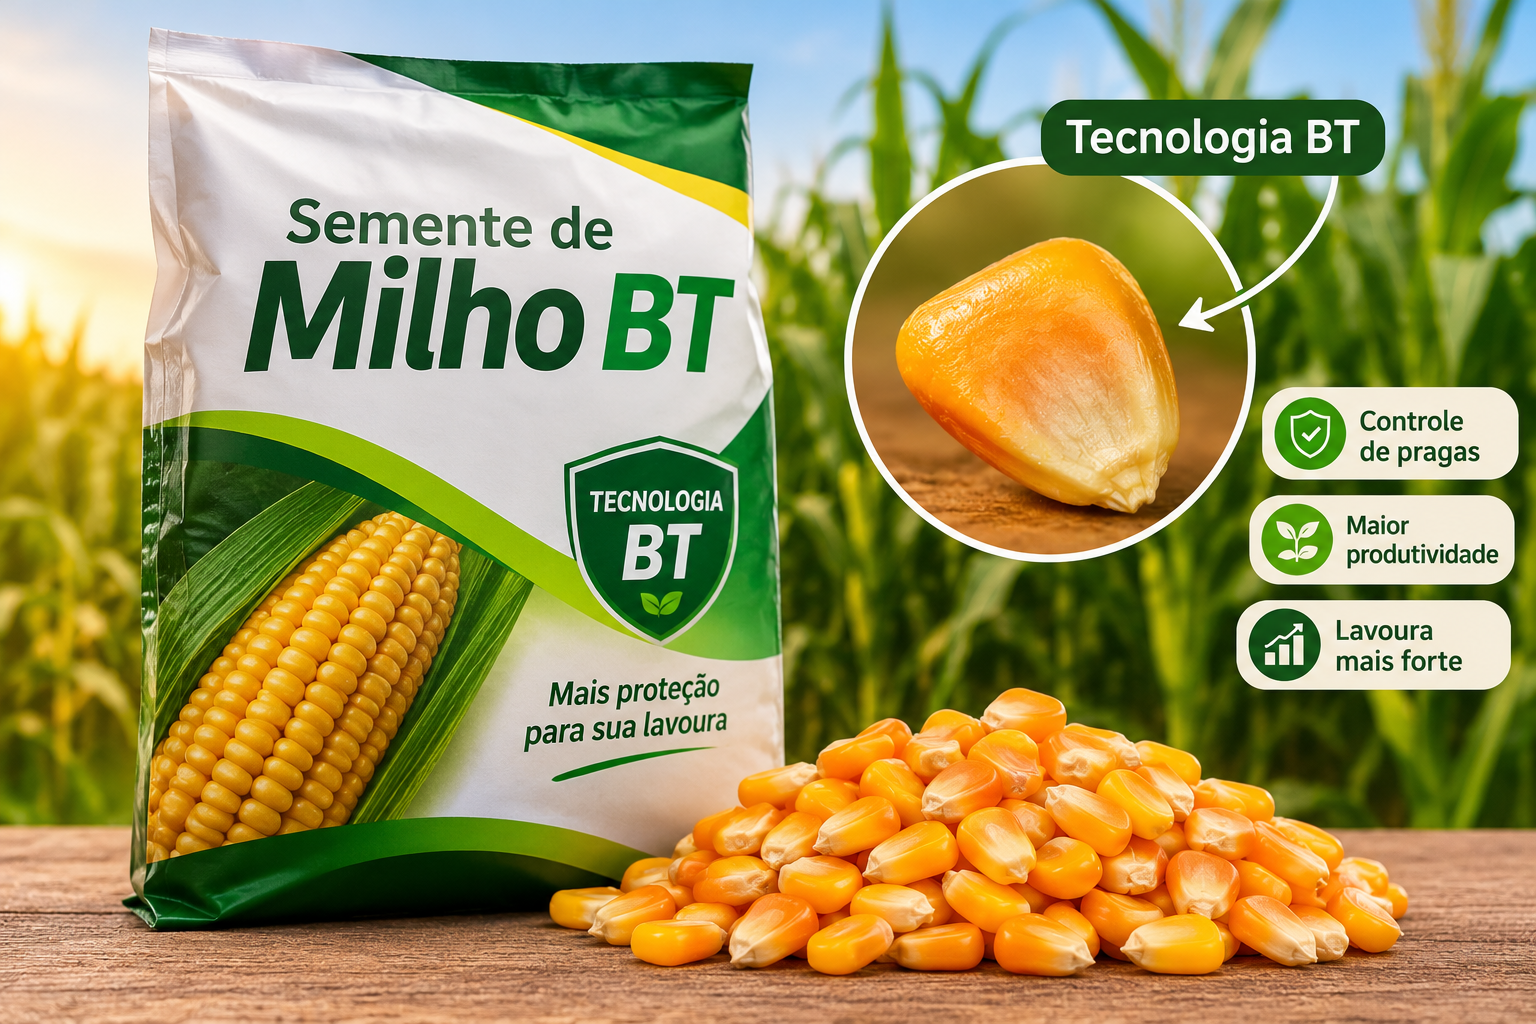 Semente de
Milho BT
TECNOLOGIA
BT
Mais proteção
para sua lavoura
Tecnologia BT
Controle
de pragas
Maior
produtividade
Lavoura
mais forte